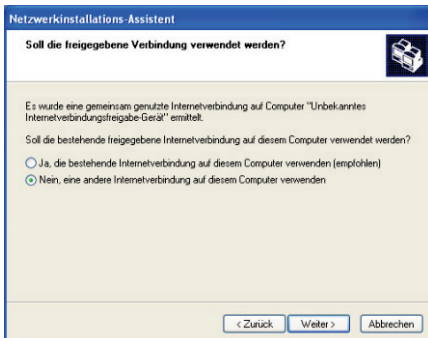 Netzwerkinstallations-Assistent
Soll die freigegebene Verbindung verwendet werden?
Es wurde eine gemeinsam genutzte Internetverbindung auf Computer "Unbekanntes
Internetverbindungsfreigabe-Gerät" ermittelt.
Soll die bestehende freigegebene Internetverbindung auf diesem Computer verwendet werden?
Ja, die bestehende Internetverbindung auf diesem Computer verwenden (empfohlen)
Nein, eine andere Internetverbindung auf diesem Computer verwenden
< Zurück Weiter > Abbrechen